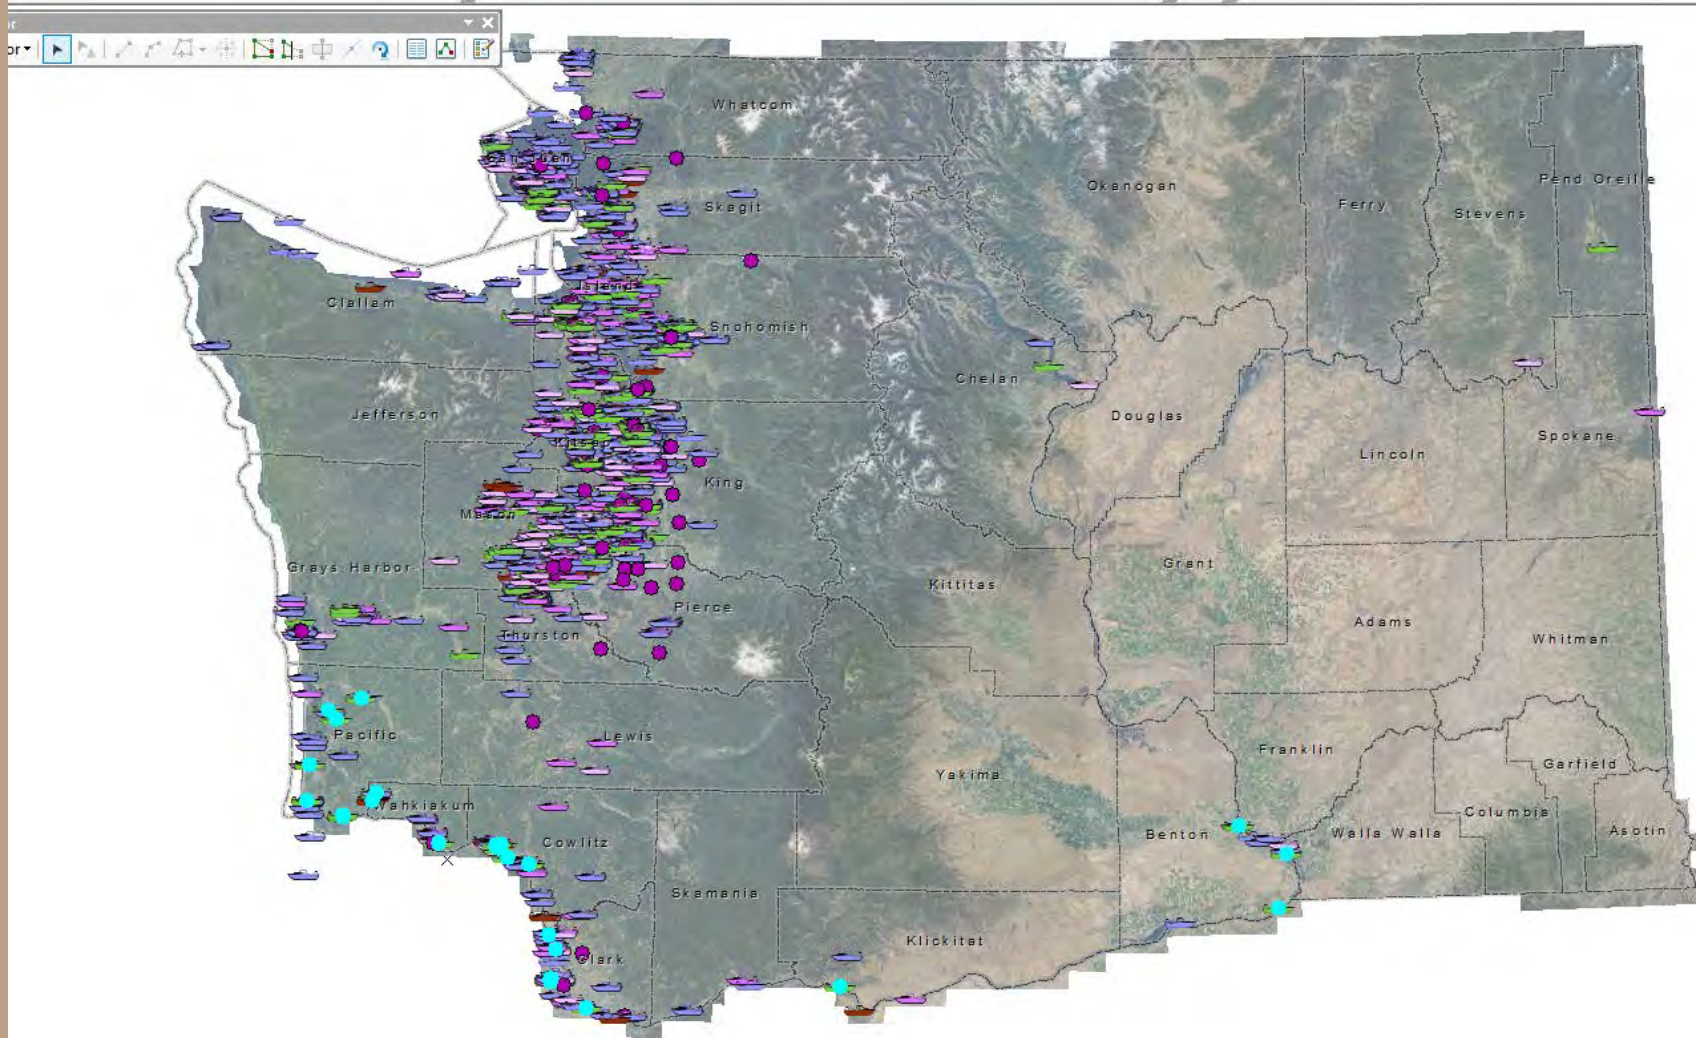 or
or
Whatcom
San Juan
Okanogan
Pend Oreille
Skagit
Ferry
Stevens
Island
Clallam
Snohomish
Chelan
Jefferson
Douglas
Spokane
Kitsap
Lincoln
King
Mason
Grays Harbor
Grant
Kittitas
Pierce
Thurston
Adams
Whitman
Pacific
Lewis
Franklin
Garfield
Yakima
Wahkiakum
Columbia
Cowlitz
Benton
Walla Walla
Asotin
Skamania
Klickitat
Clark